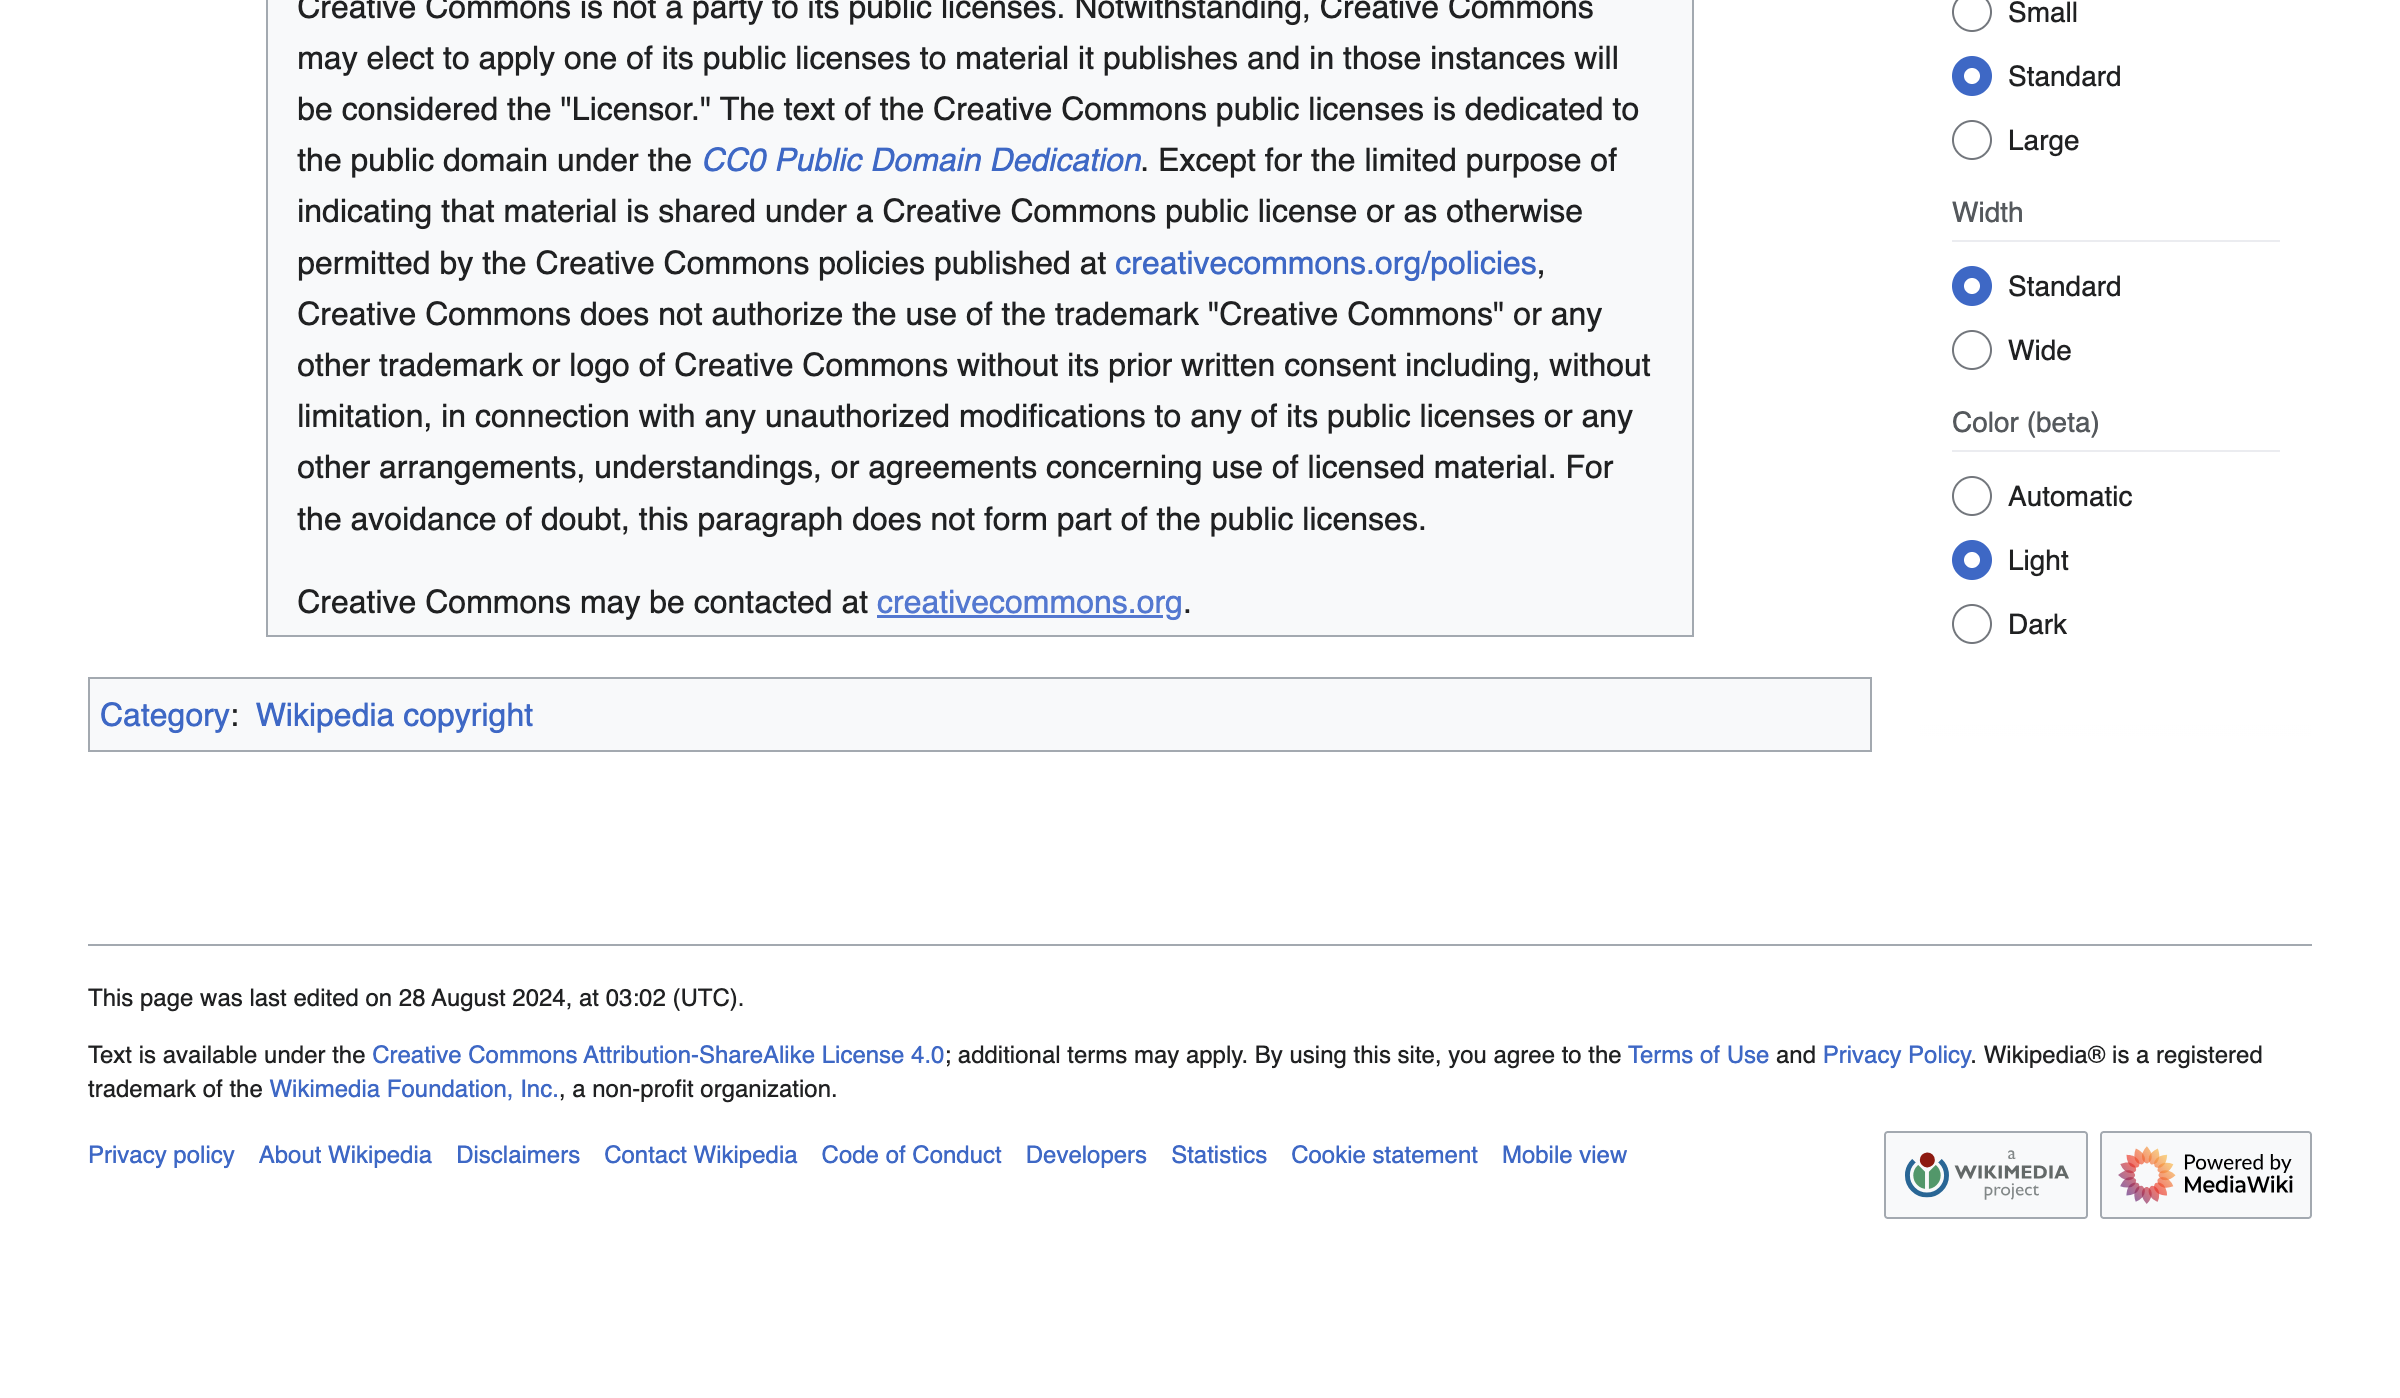 Creative Commons is not a party to its public licenses. Notwithstanding, Creative Commons
may elect to apply one of its public licenses to material it publishes and in those instances will
be considered the "Licensor." The text of the Creative Commons public licenses is dedicated to
the public domain under the CC0 Public Domain Dedication. Except for the limited purpose of
indicating that material is shared under a Creative Commons public license or as otherwise
permitted by the Creative Commons policies published at creativecommons.org/policies,
Creative Commons does not authorize the use of the trademark "Creative Commons" or any
other trademark or logo of Creative Commons without its prior written consent including, without
limitation, in connection with any unauthorized modifications to any of its public licenses or any
other arrangements, understandings, or agreements concerning use of licensed material. For
the avoidance of doubt, this paragraph does not form part of the public licenses.
Creative Commons may be contacted at creativecommons.org.
Small
Standard
Large
Width
Standard
Wide
Color (beta)
Automatic
Light
Dark
Category: Wikipedia copyright
This page was last edited on 28 August 2024, at 03:02 (UTC).
Text is available under the Creative Commons Attribution-ShareAlike License 4.0; additional terms may apply. By using this site, you agree to the Terms of Use and Privacy Policy. Wikipedia® is a registered
trademark of the Wikimedia Foundation, Inc., a non-profit organization.
Privacy policy About Wikipedia Disclaimers Contact Wikipedia Code of Conduct Developers Statistics Cookie statement Mobile view
a
WIKIMEDIA
project
Powered by
MediaWiki